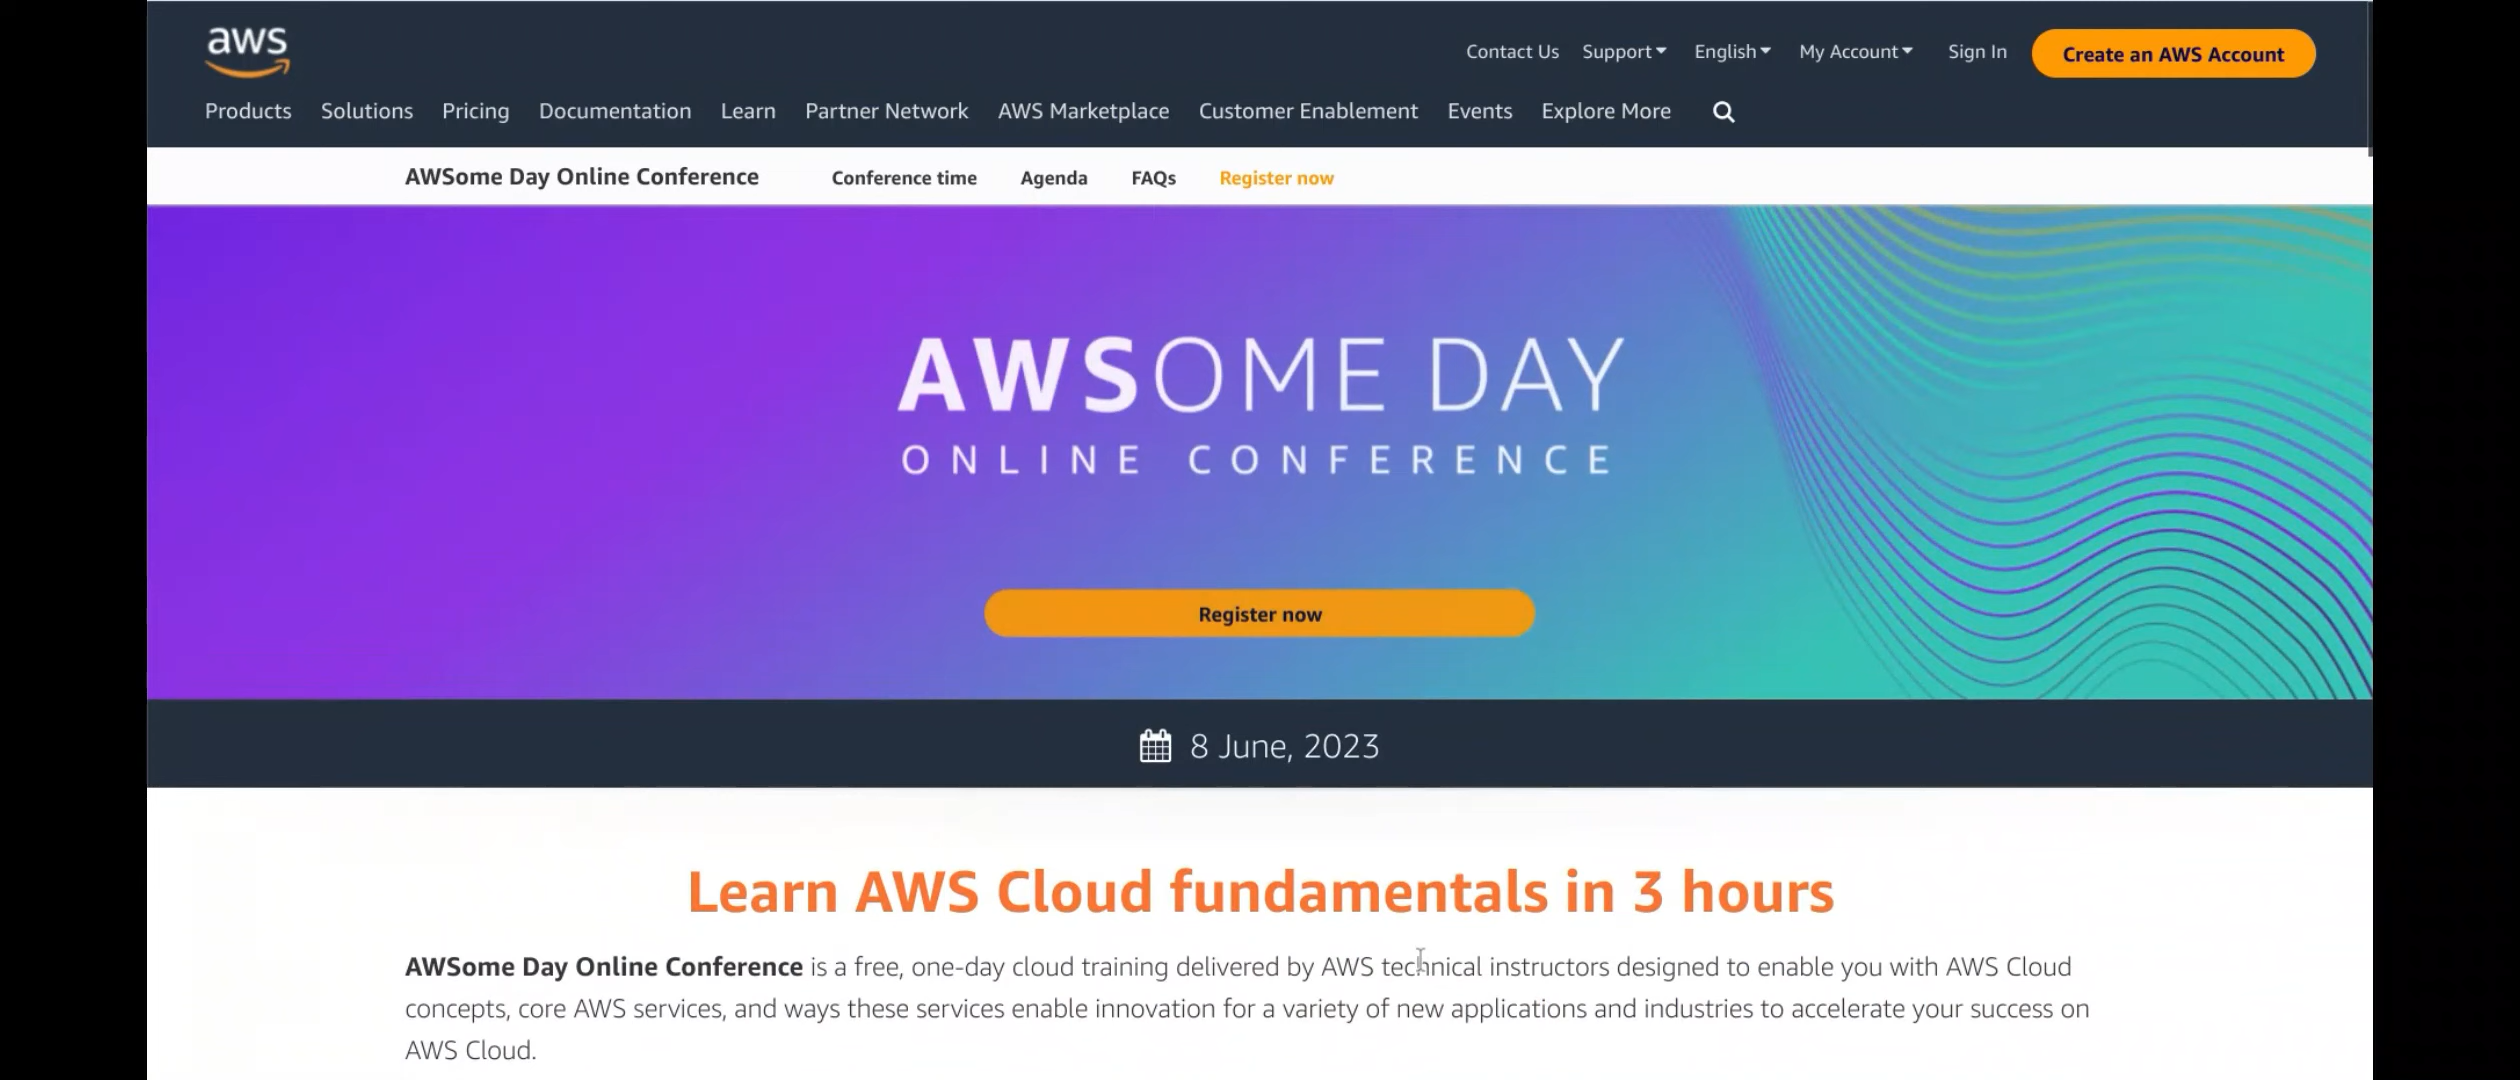 aws
Contact Us Support English My Account Sign In Create an AWS Account
Products Solutions Pricing Documentation Learn Partner Network AWS Marketplace Customer Enablement Events Explore More
AWSome Day Online Conference Conference time Agenda FAQs Register now
AWSOME DAY
ONLINE CONFERENCE
Register now
8 June, 2023
Learn AWS Cloud fundamentals in 3 hours
AWSome Day Online Conference is a free, one-day cloud training delivered by AWS technical instructors designed to enable you with AWS Cloud
concepts, core AWS services, and ways these services enable innovation for a variety of new applications and industries to accelerate your success on
AWS Cloud.